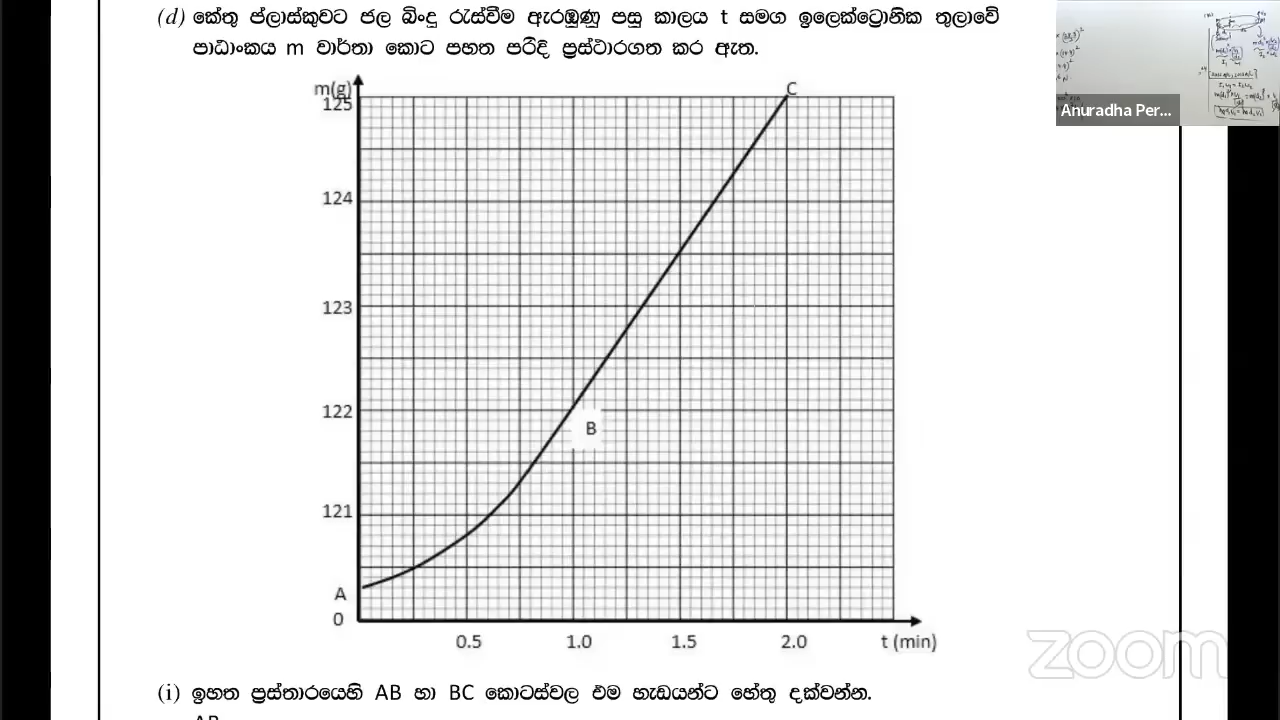 (d) කේතු ප්ලාස්කුවට ජල බිංදු රැස්වීම ඇරඹුණු පසු කාලය t සමග ඉලෙක්ට්‍රොනික තුලාවේ
පාඨාංකය m වාර්තා කොට පහත පරිදි ප්‍රස්ථාරගත කර ඇත.
m(g)
125
C
124
123
122
B
121
A
0
0.5 1.0 1.5 2.0 t (min)
(i) ඉහත ප්‍රස්තාරයෙහි AB හා BC කොටස්වල එම හැඩයන්ට හේතු දක්වන්න.
AB
Anuradha Per...
zoom